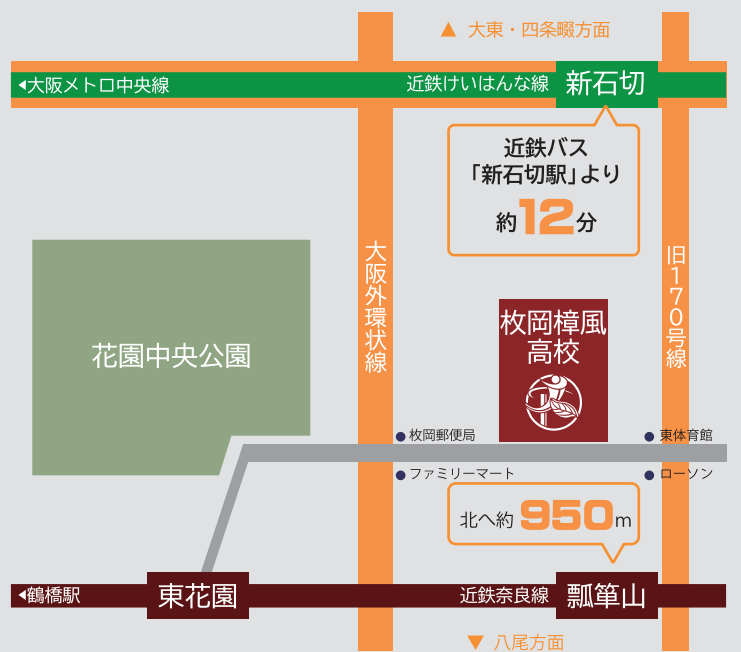 ▲ 大東・四条畷方面
◀大阪メトロ中央線
近鉄けいはんな線
新石切
近鉄バス
「新石切駅」より
約12分
大阪外環状線
旧170号線
花園中央公園
枚岡樟風
高校
●枚岡郵便局
●東体育館
●ファミリーマート
●ローソン
北へ約950m
◀鶴橋駅
東花園
近鉄奈良線
瓢箪山
▼ 八尾方面